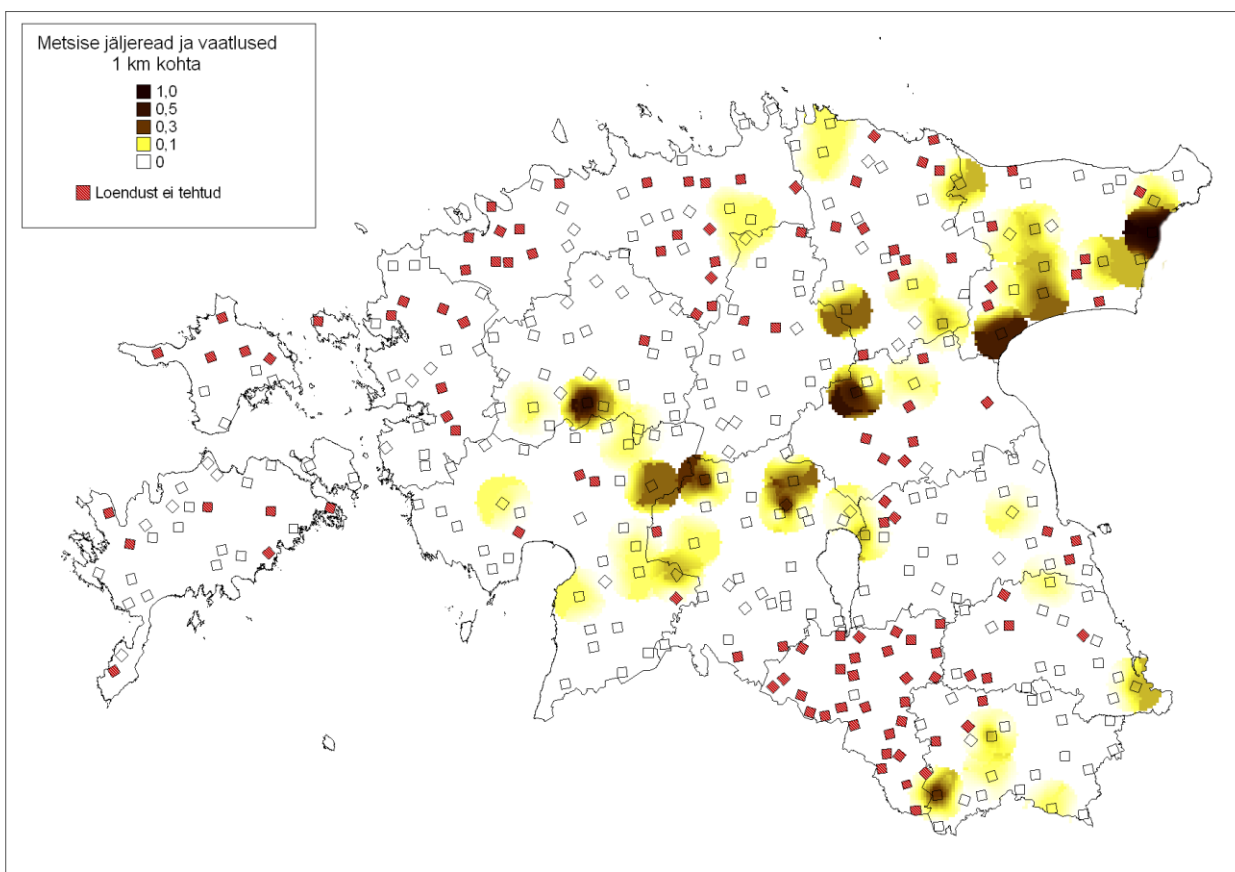 Metsise jäljeread ja vaatlused
1 km kohta
1,0
0,5
0,3
0,1
0
Loendust ei tehtud